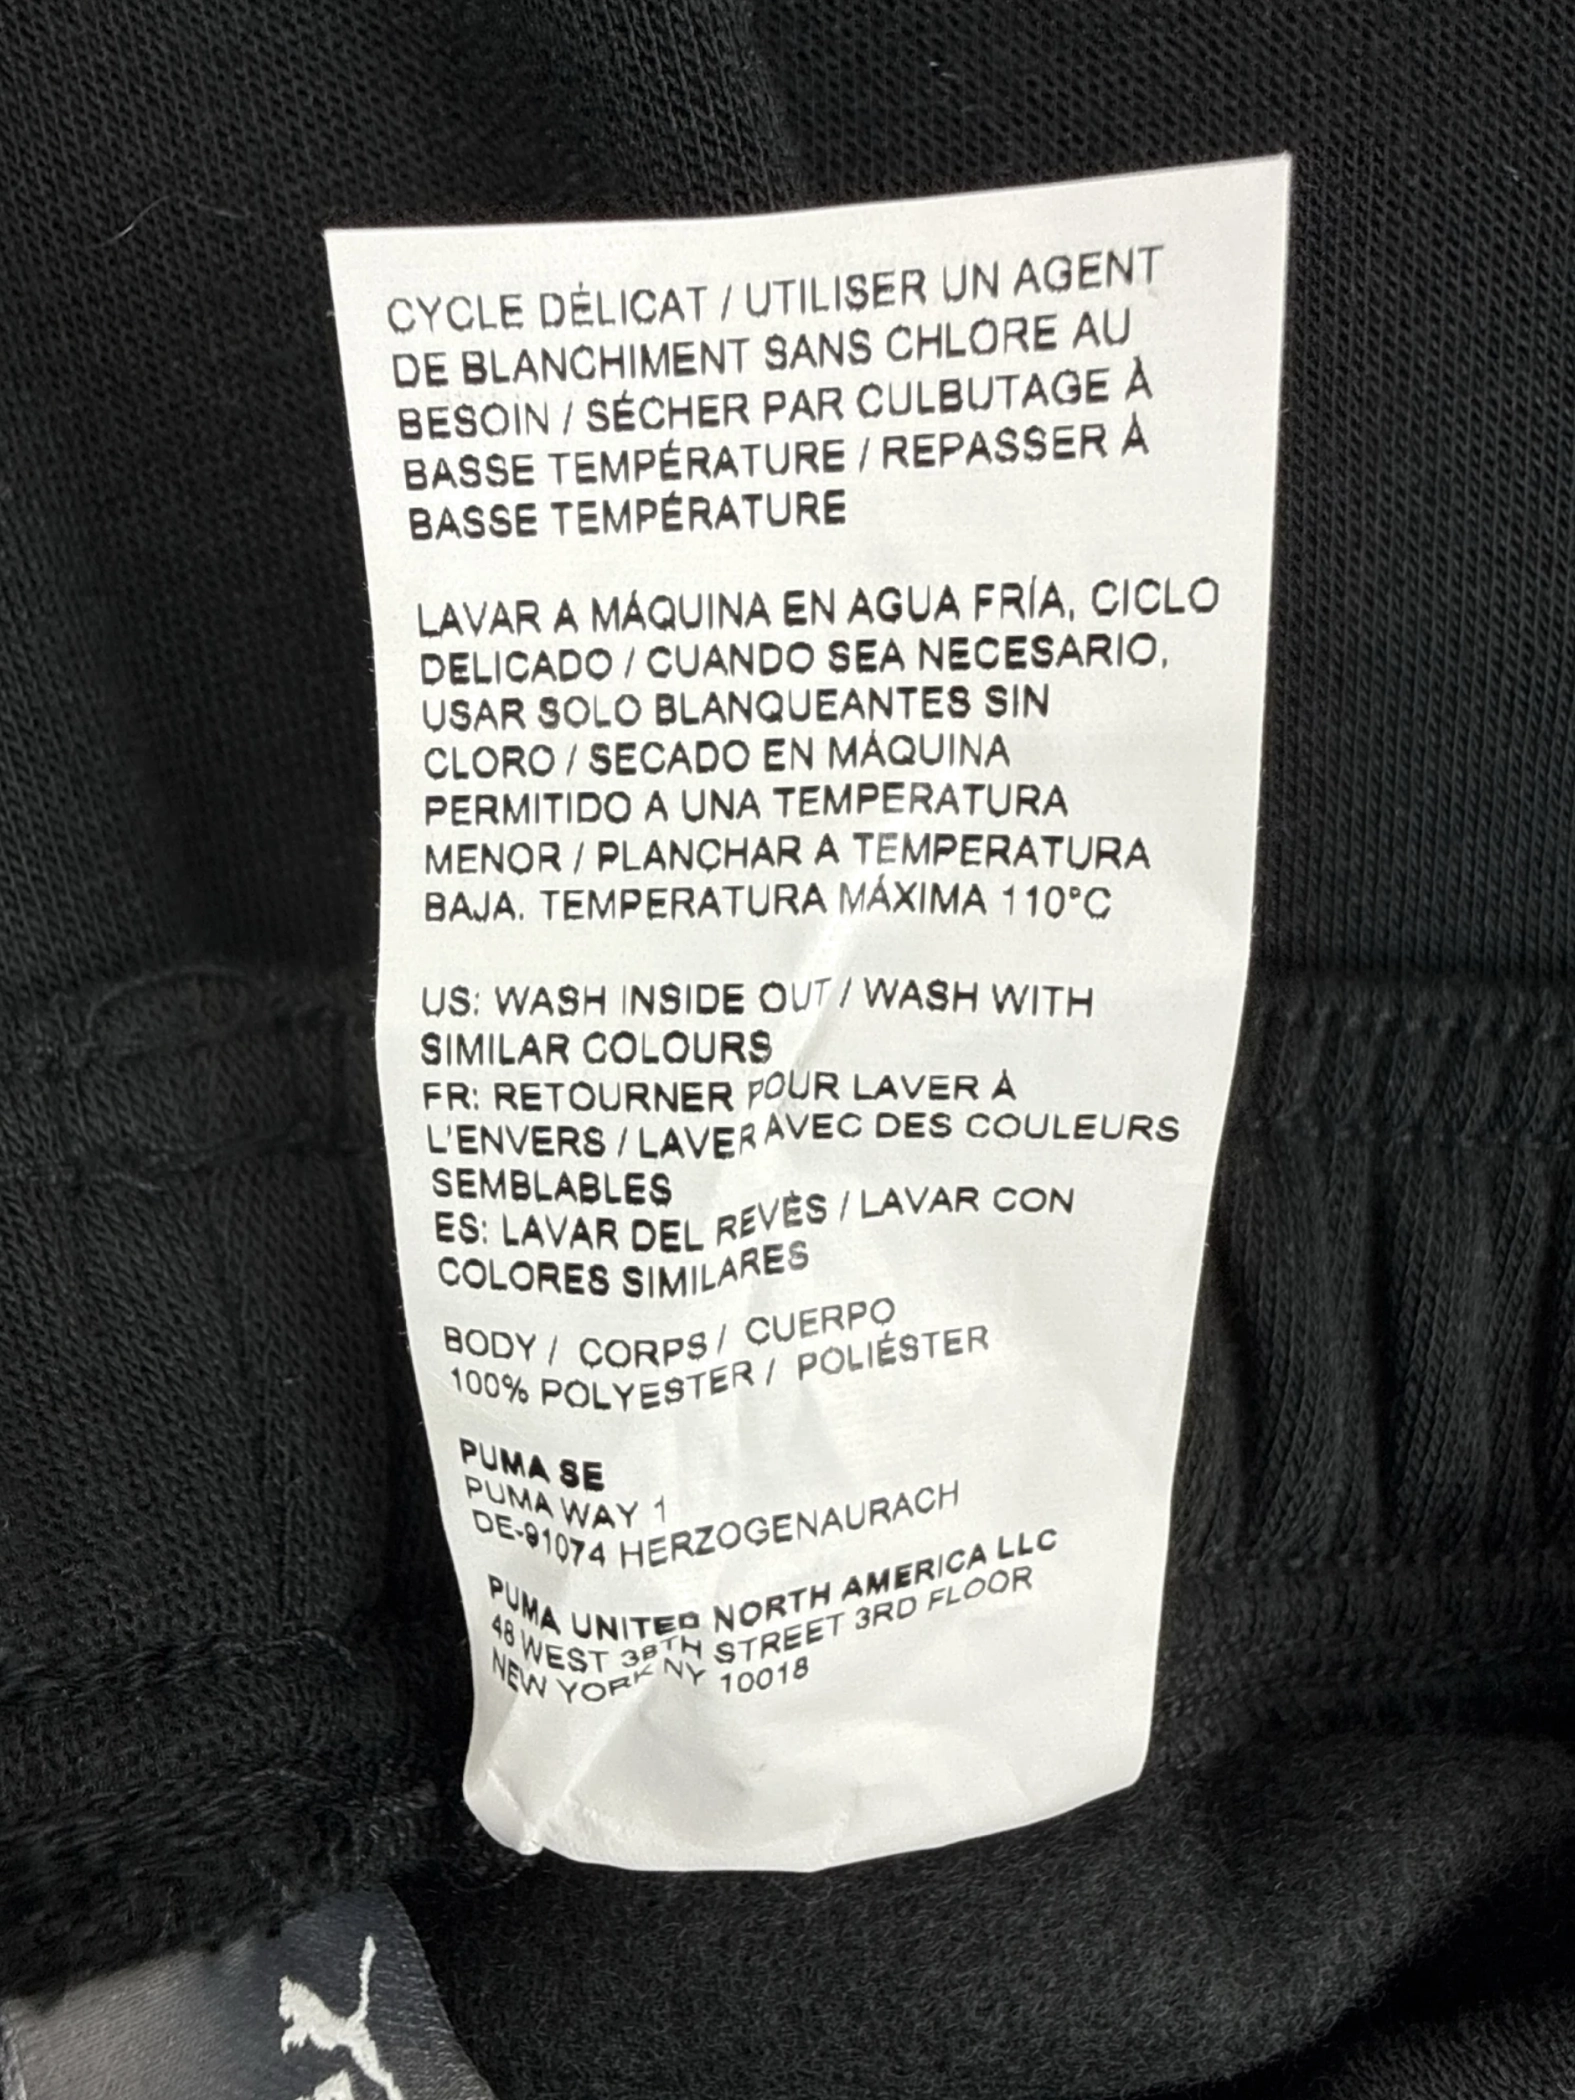 CYCLE DÉLICAT / UTILISER UN AGENT
DE BLANCHIMENT SANS CHLORE AU
BESOIN / SÉCHER PAR CULBUTAGE À
BASSE TEMPÉRATURE / REPASSER À
BASSE TEMPÉRATURE
LAVAR A MÁQUINA EN AGUA FRÍA, CICLO
DELICADO / CUANDO SEA NECESARIO,
USAR SOLO BLANQUEANTES SIN
CLORO / SECADO EN MÁQUINA
PERMITIDO A UNA TEMPERATURA
MENOR / PLANCHAR A TEMPERATURA
BAJA. TEMPERATURA MÁXIMA 110°C
US: WASH INSIDE OUT / WASH WITH
SIMILAR COLOURS
FR: RETOURNER POUR LAVER À
L'ENVERS / LAVER AVEC DES COULEURS
SEMBLABLES
ES: LAVAR DEL REVÉS / LAVAR CON
COLORES SIMILARES
BODY / CORPS / CUERPO
100% POLYESTER / POLIÉSTER
PUMA SE
PUMA WAY 1
DE-91074 HERZOGENAURACH
PUMA UNITED NORTH AMERICA LLC
48 WEST 38TH STREET 3RD FLOOR
NEW YORK NY 10018